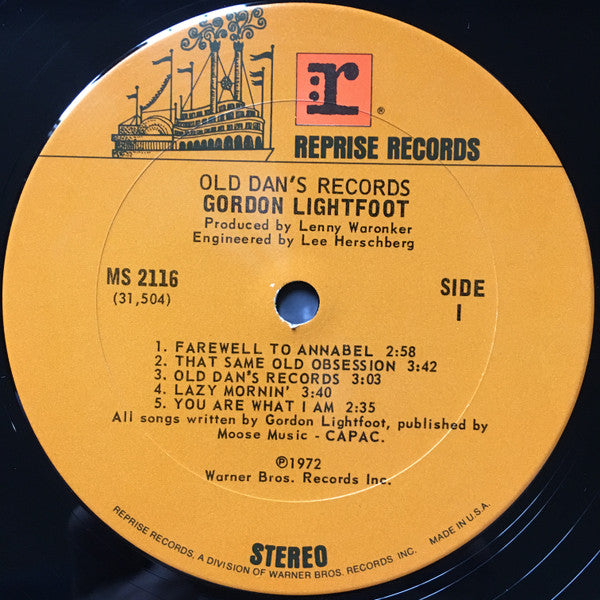 :r
®
REPRISE RECORDS
OLD DAN'S RECORDS
GORDON LIGHTFOOT
Produced by Lenny Waronker
Engineered by Lee Herschberg
MS 2116
(31,504)
SIDE
I
1. FAREWELL TO ANNABEL 2:58
2. THAT SAME OLD OBSESSION 3:42
3. OLD DAN'S RECORDS 3:03
4. LAZY MORNIN' 3:40
5. YOU ARE WHAT I AM 2:35
All songs written by Gordon Lightfoot, published by
Moose Music - CAPAC.
℗1972
Warner Bros. Records Inc.
STEREO
REPRISE RECORDS, A DIVISION OF WARNER BROS. RECORDS INC. MADE IN U.S.A.